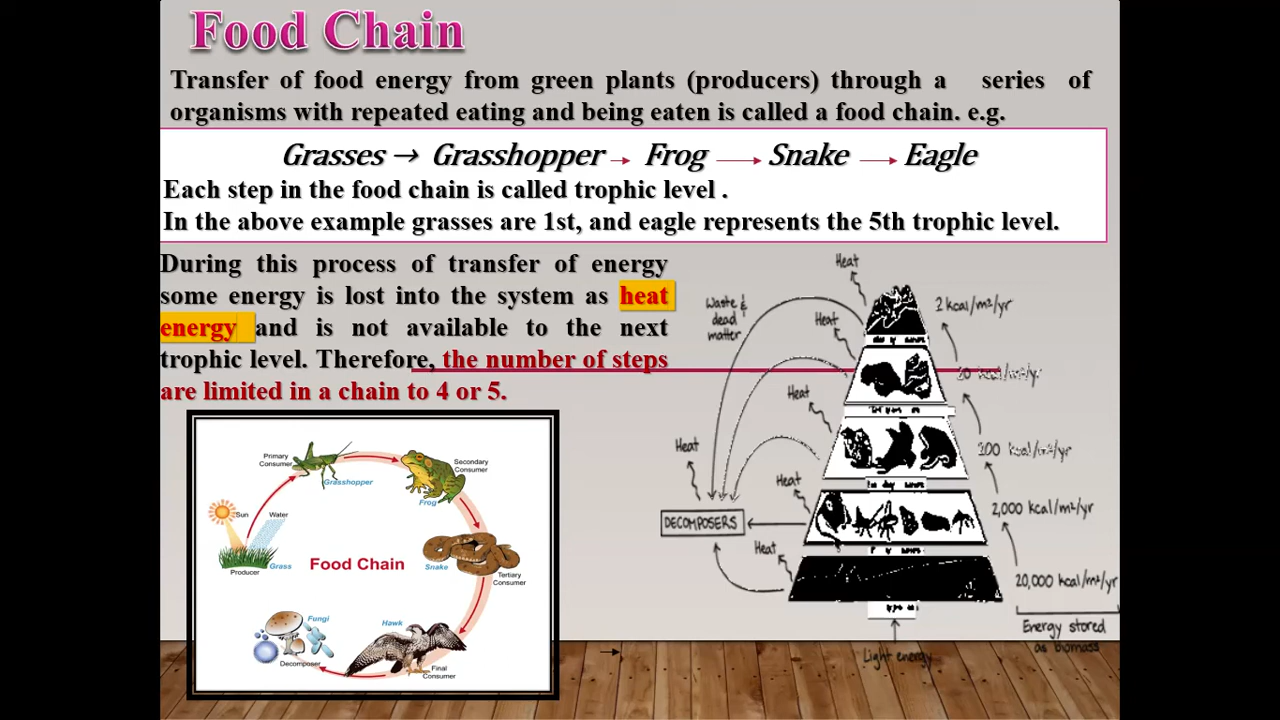 Food Chain
Transfer of food energy from green plants (producers) through a series of
organisms with repeated eating and being eaten is called a food chain. e.g.
Grasses → Grasshopper → Frog → Snake → Eagle
Each step in the food chain is called trophic level .
In the above example grasses are 1st, and eagle represents the 5th trophic level.
During this process of transfer of energy
some energy is lost into the system as heat
energy and is not available to the next
trophic level. Therefore, the number of steps
are limited in a chain to 4 or 5.
Primary
Consumer
Grasshopper
Secondary
Consumer
Frog
Sun
Water
Producer
Grass
Food Chain
Snake
Tertiary
Consumer
Fungi
Decomposer
Hawk
Final
Consumer
Heat
Waste &
dead
matter
Heat
2 kcal/m²/yr
Heat
Heat
200 kcal/m²/yr
Heat
2,000 kcal/m²/yr
DECOMPOSERS
Heat
20,000 kcal/m²/yr
Energy stored
as biomass
Light energy